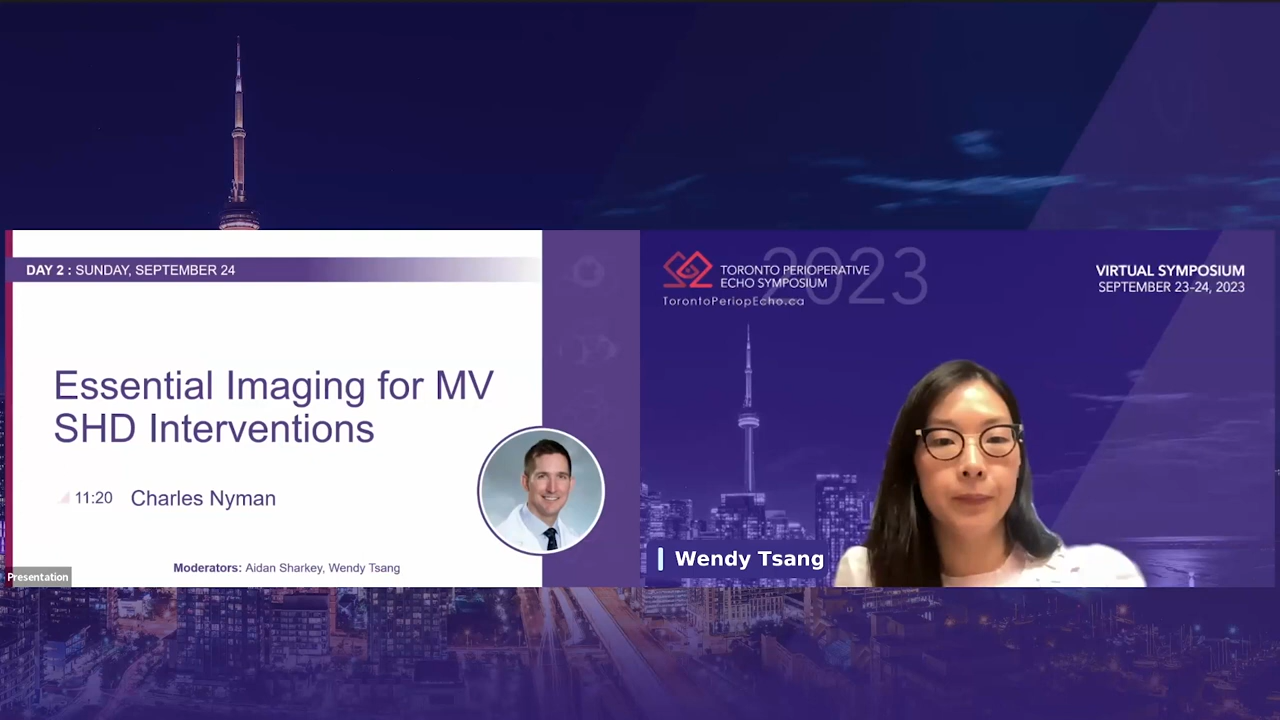 DAY 2 : SUNDAY, SEPTEMBER 24
Essential Imaging for MV
SHD Interventions
11:20 Charles Nyman
Moderators: Aidan Sharkey, Wendy Tsang
Presentation
2023
TORONTO PERIOPERATIVE
ECHO SYMPOSIUM
TorontoPeriopEcho.ca
VIRTUAL SYMPOSIUM
SEPTEMBER 23-24, 2023
Wendy Tsang